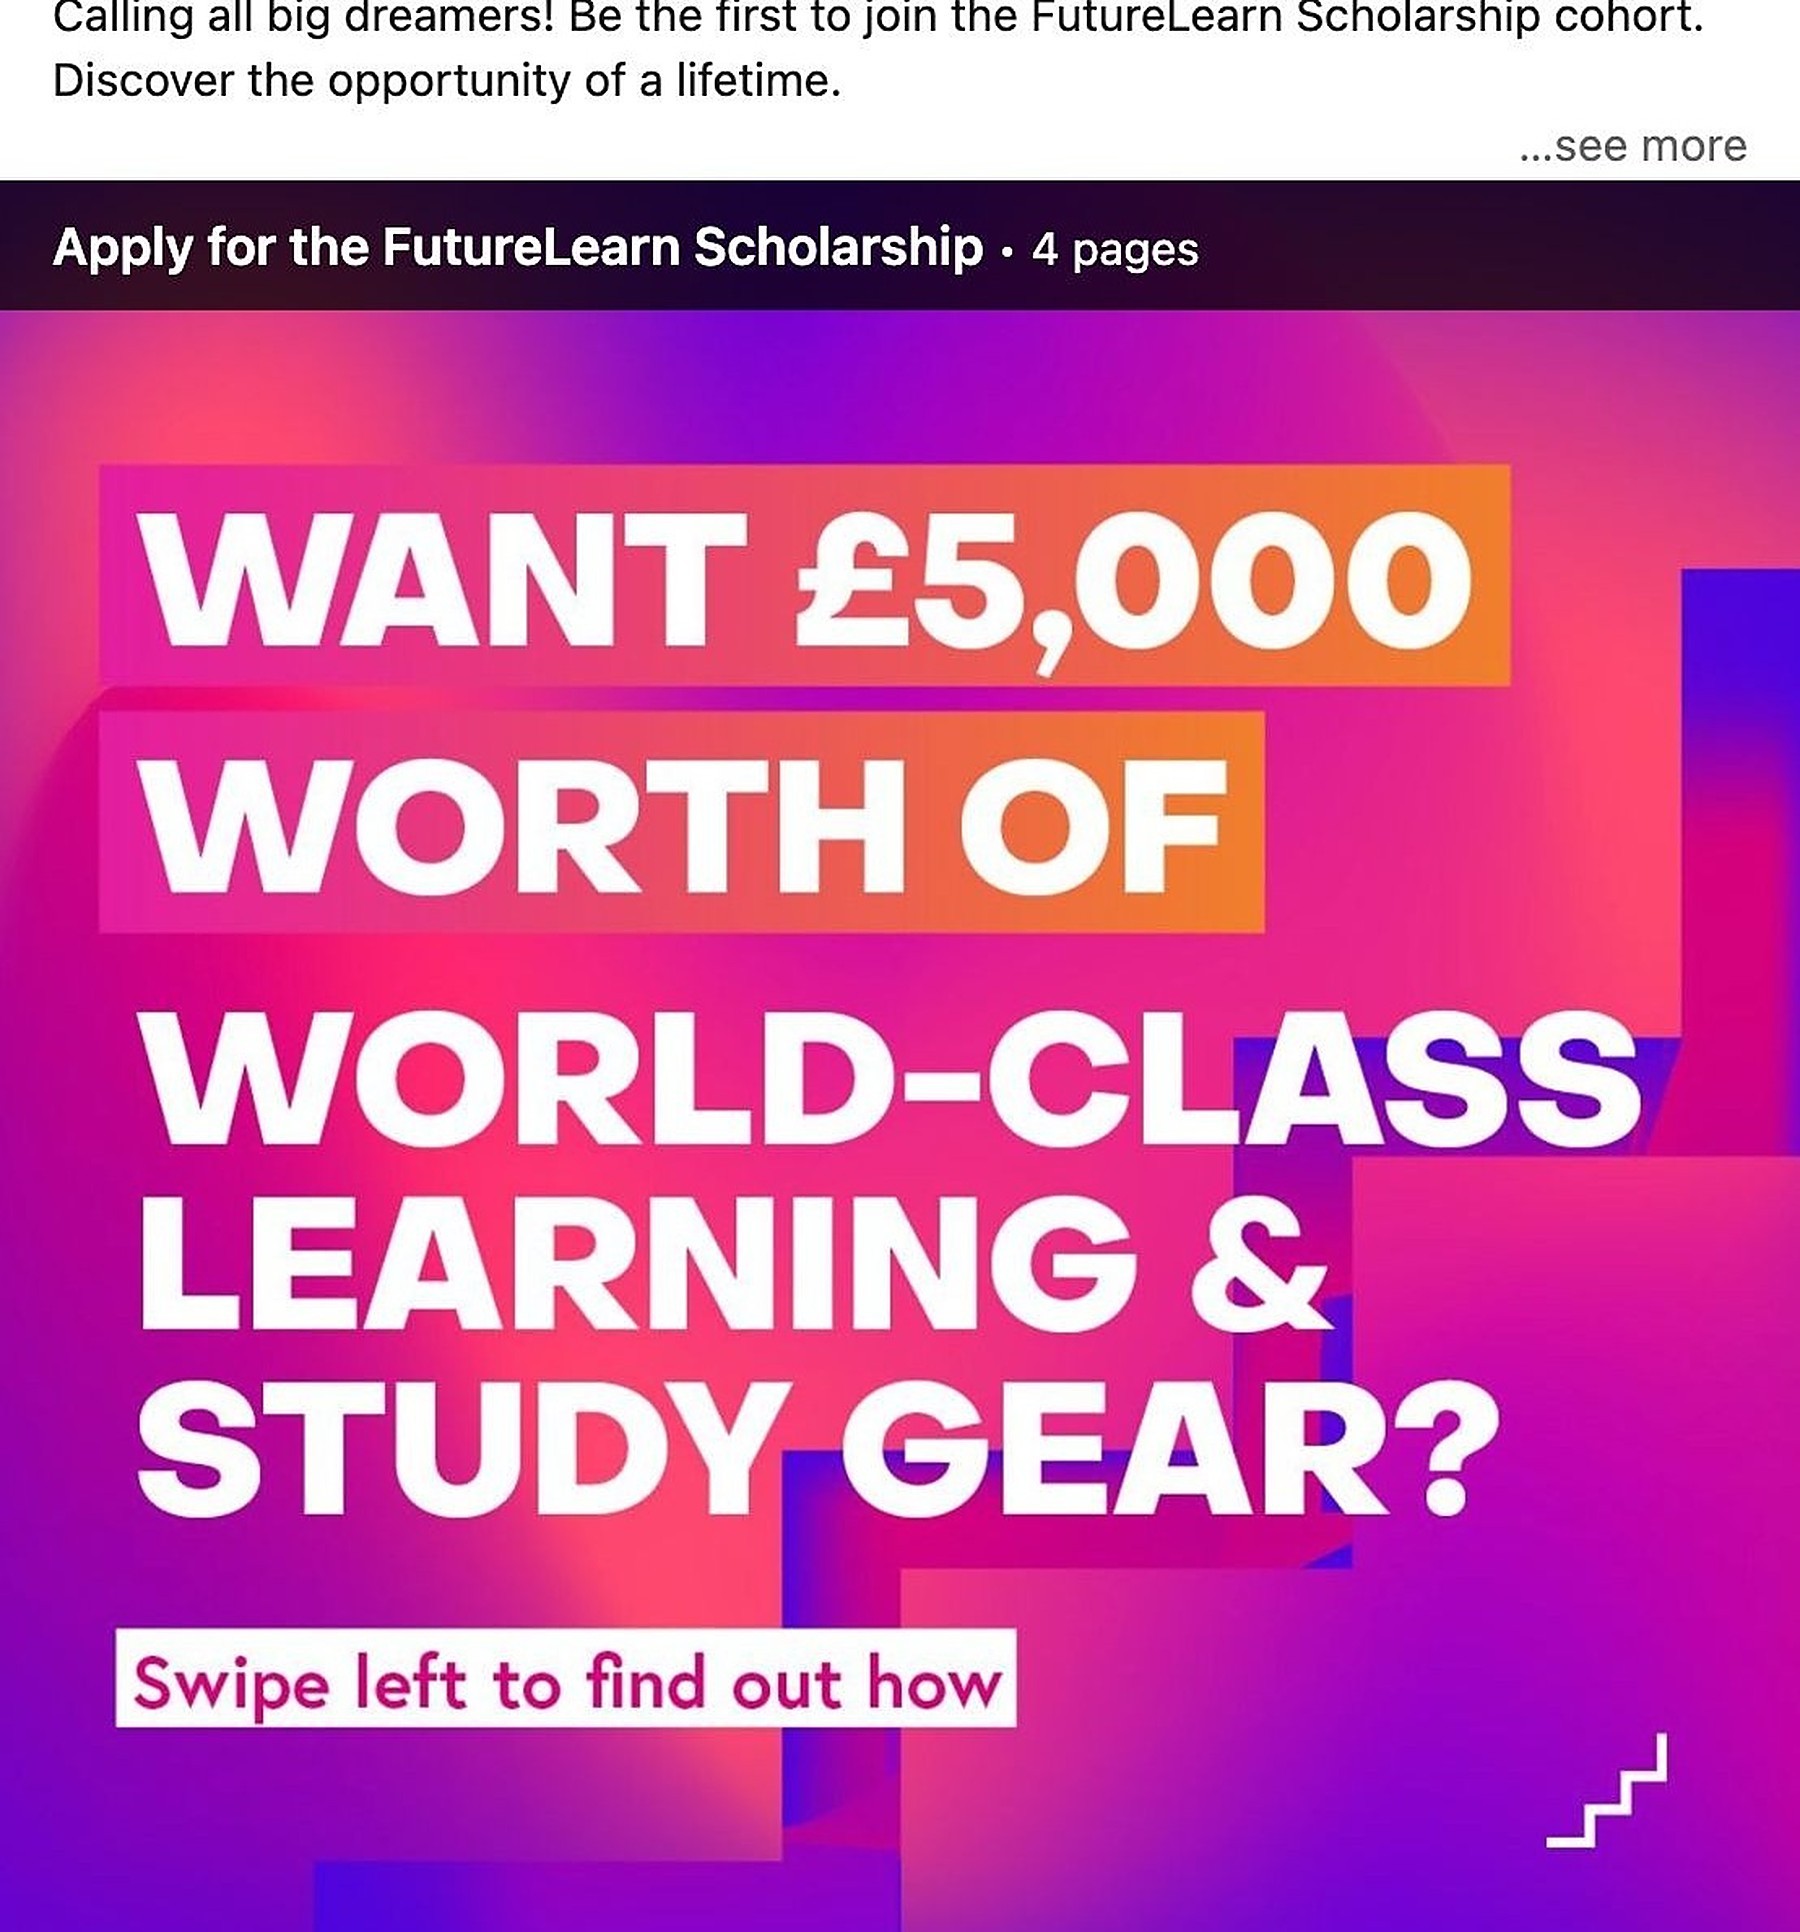 Calling all big dreamers! Be the first to join the FutureLearn Scholarship cohort.
Discover the opportunity of a lifetime.
...see more
Apply for the FutureLearn Scholarship • 4 pages
WANT £5,000
WORTH OF
WORLD-CLASS
LEARNING &
STUDY GEAR?
Swipe left to find out how